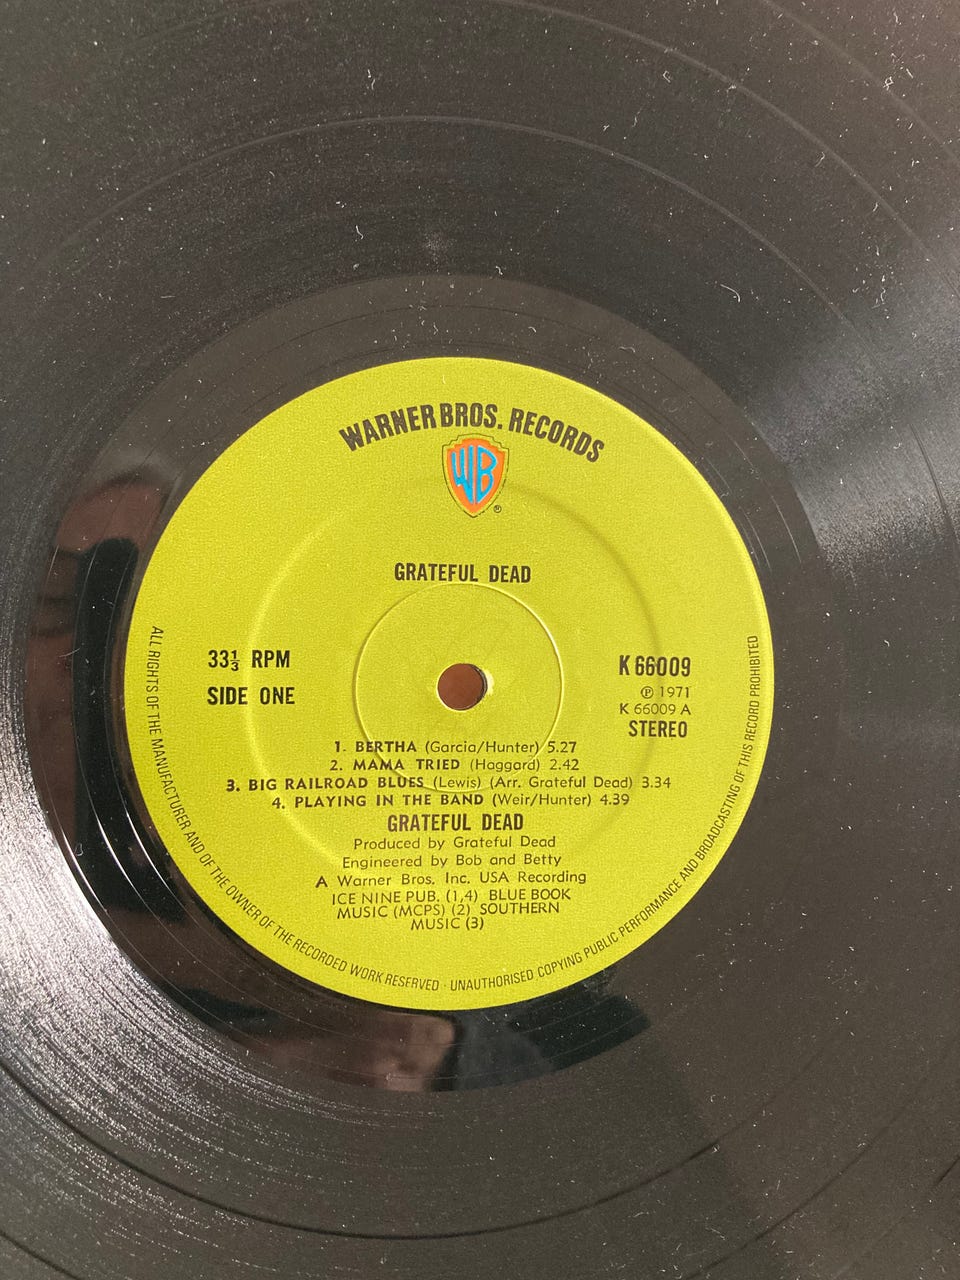 WARNER BROS. RECORDS
WB
®
GRATEFUL DEAD
33⅓ RPM
SIDE ONE
K 66009
℗ 1971
K 66009 A
STEREO
1. BERTHA (Garcia/Hunter) 5.27
2. MAMA TRIED (Haggard) 2.42
3. BIG RAILROAD BLUES (Lewis) (Arr. Grateful Dead) 3.34
4. PLAYING IN THE BAND (Weir/Hunter) 4.39
GRATEFUL DEAD
Produced by Grateful Dead
Engineered by Bob and Betty
A Warner Bros. Inc. USA Recording
ICE NINE PUB. (1,4) BLUE BOOK
MUSIC (MCPS) (2) SOUTHERN
MUSIC (3)
ALL RIGHTS OF THE MANUFACTURER AND OF THE OWNER OF THE RECORDED WORK RESERVED · UNAUTHORISED COPYING PUBLIC PERFORMANCE AND BROADCASTING OF THIS RECORD PROHIBITED